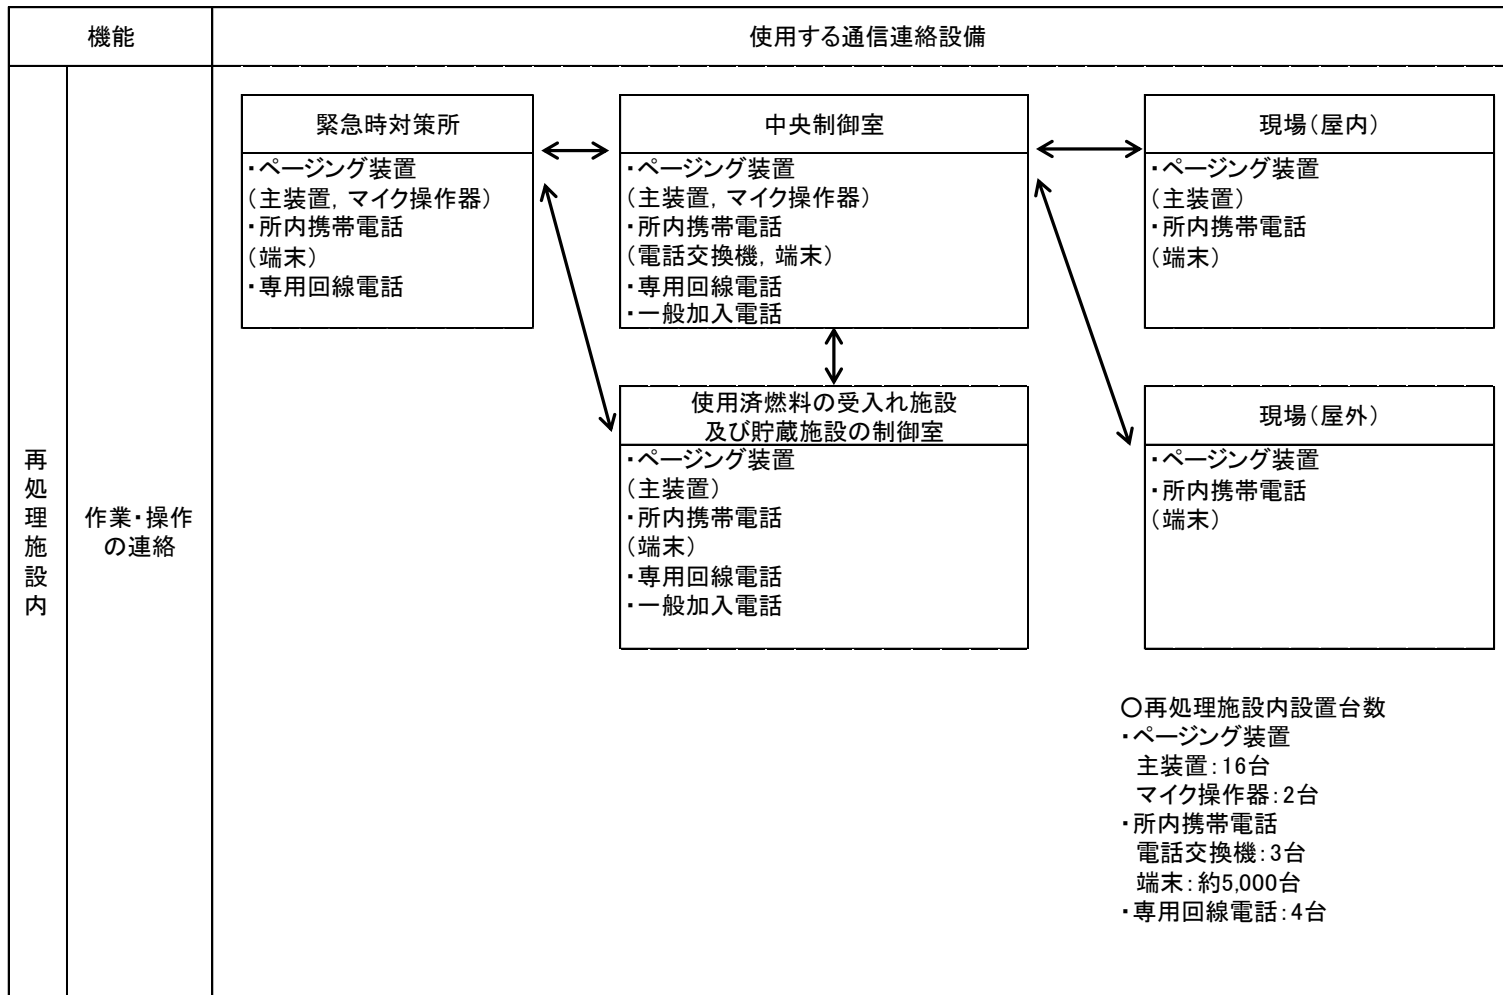 機能
使用する通信連絡設備
再処理施設内
作業・操作
の連絡
緊急時対策所
・ページング装置
(主装置, マイク操作器)
・所内携帯電話
(端末)
・専用回線電話
中央制御室
・ページング装置
(主装置, マイク操作器)
・所内携帯電話
(電話交換機, 端末)
・専用回線電話
・一般加入電話
現場(屋内)
・ページング装置
(主装置)
・所内携帯電話
(端末)
使用済燃料の受入れ施設
及び貯蔵施設の制御室
・ページング装置
(主装置)
・所内携帯電話
(端末)
・専用回線電話
・一般加入電話
現場(屋外)
・ページング装置
・所内携帯電話
(端末)
○再処理施設内設置台数
・ページング装置
主装置:16台
マイク操作器:2台
・所内携帯電話
電話交換機:3台
端末:約5,000台
・専用回線電話:4台